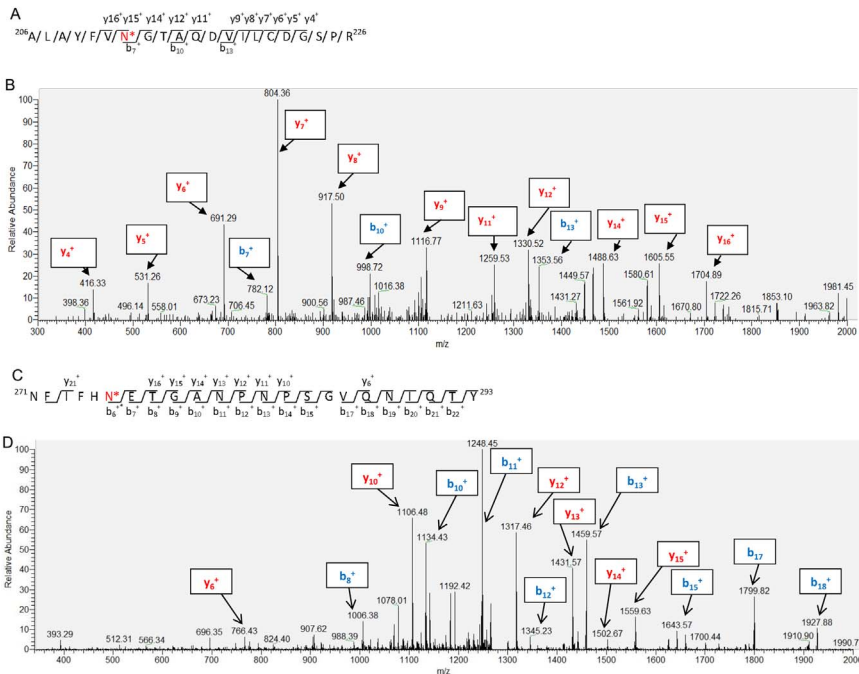 A
y16⁺ y15⁺ y14⁺ y12⁺ y11⁺ y9⁺ y8⁺ y7⁺ y6⁺ y5⁺ y4⁺
²⁰⁶A/ L/A/Y/F/V/N*/G/T/A/Q/D/V/I/L/C/D/G/S/P/R²²⁶
b₇⁺ b₁₀⁺ b₁₃⁺
B
804.36
y₇⁺
y₈⁺
y₆⁺
917.50
y₁₂⁺
691.29
b₁₀⁺
y₉⁺
y₁₁⁺
b₁₃⁺
y₁₄⁺
y₁₅⁺
y₄⁺
y₅⁺
b₇⁺
y₁₆⁺
1116.77
1330.52
531.26
998.72
1259.53
1353.56
1488.63
1605.55
416.33
782.12
1016.38
1449.57
1580.61
1704.89
1981.45
398.36
496.14
558.01
673.23
706.45
900.56
987.46
1211.63
1431.27
1561.92
1670.80
1722.26
1815.71
1853.10
1963.82
Relative Abundance
100
90
80
70
60
50
40
30
20
10
0
300 400 500 600 700 800 900 1000 1100 1200 1300 1400 1500 1600 1700 1800 1900 2000
m/z
C
y₂₁⁺ y₁₆⁺ y₁₅⁺ y₁₄⁺ y₁₃⁺ y₁₂⁺ y₁₁⁺ y₁₀⁺ y₆⁺
²⁷¹N F/I F H N*/E/T/G/A/N/P/N/P/S/G V/Q/N/I/Q/T/Y²⁹³
b₆⁺* b₇⁺ b₈⁺ b₉⁺ b₁₀⁺ b₁₁⁺ b₁₂⁺ b₁₃⁺ b₁₄⁺ b₁₅⁺ b₁₇⁺ b₁₈⁺ b₁₉⁺ b₂₀⁺ b₂₁⁺ b₂₂⁺
D
1248.45
b₁₁⁺
y₁₀⁺
b₁₀⁺
y₁₂⁺
b₁₃⁺
1106.48
y₁₃⁺
1317.46
1459.57
1134.43
1431.57
b₈⁺
y₁₅⁺
b₁₇
y₆⁺
b₁₂⁺
y₁₄⁺
b₁₅⁺
b₁₈⁺
1078.01
1192.42
1799.82
1006.38
1559.63
1927.88
393.29
512.31
566.34
696.35
766.43
824.40
907.62
988.39
1345.23
1502.67
1643.57
1700.44
1910.90
1990.7
Relative Abundance
100
90
80
70
60
50
40
30
20
10
0
400 600 800 1000 1200 1400 1600 1800 2000
m/z